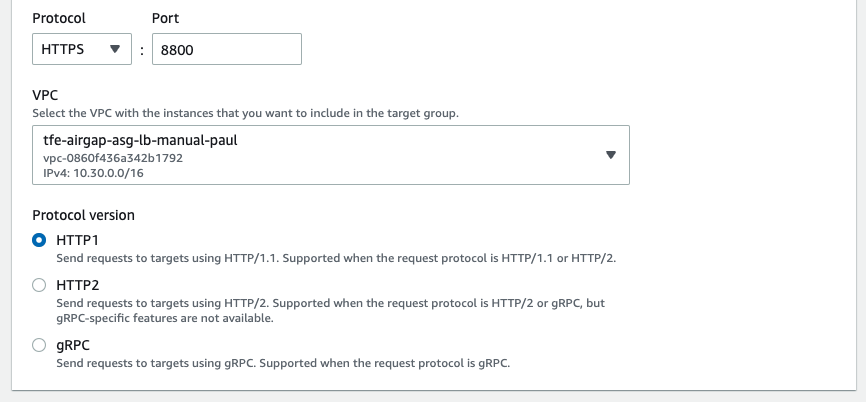 Protocol
Port
HTTPS
:
8800
VPC
Select the VPC with the instances that you want to include in the target group.
tfe-airgap-asg-lb-manual-paul
vpc-0860f436a342b1792
IPv4: 10.30.0.0/16
Protocol version
HTTP1
Send requests to targets using HTTP/1.1. Supported when the request protocol is HTTP/1.1 or HTTP/2.
HTTP2
Send requests to targets using HTTP/2. Supported when the request protocol is HTTP/2 or gRPC, but
gRPC-specific features are not available.
gRPC
Send requests to targets using gRPC. Supported when the request protocol is gRPC.